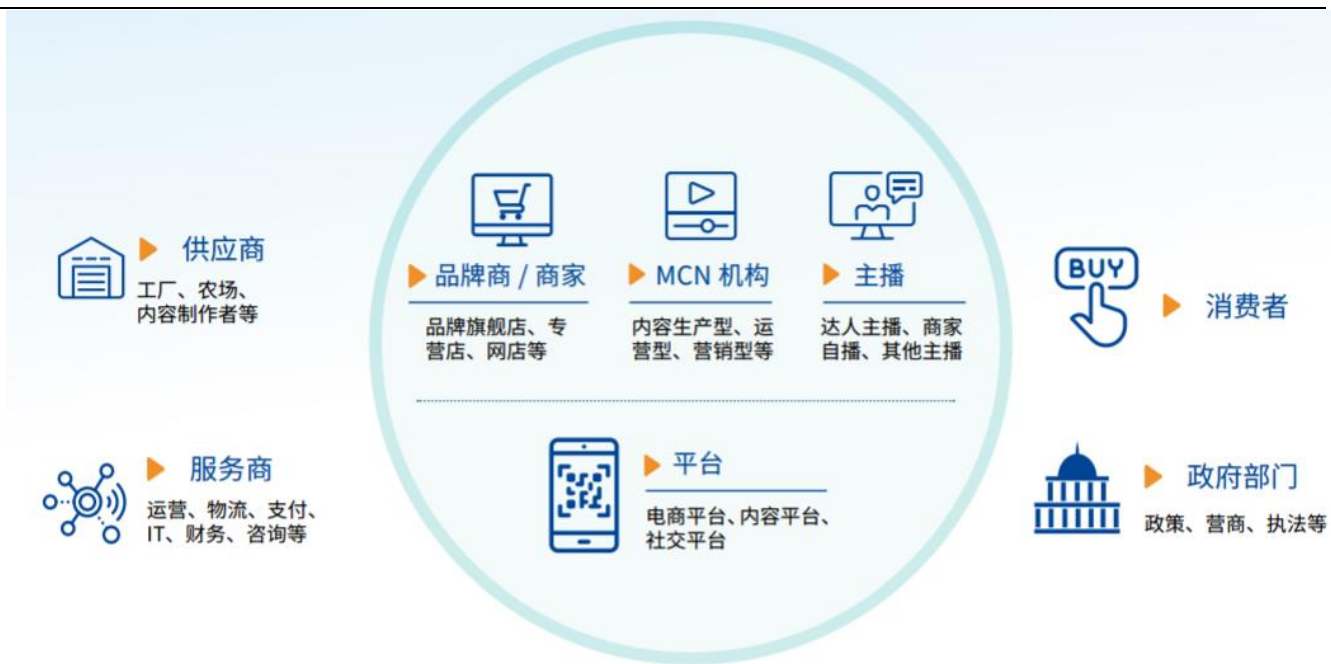 供应商
工厂、农场、
内容制作者等
服务商
运营、物流、支付、
IT、财务、咨询等
品牌商 / 商家
品牌旗舰店、专
营店、网店等
MCN 机构
内容生产型、运
营型、营销型等
主播
达人主播、商家
自播、其他主播
平台
电商平台、内容平台、
社交平台
BUY
消费者
政府部门
政策、营商、执法等